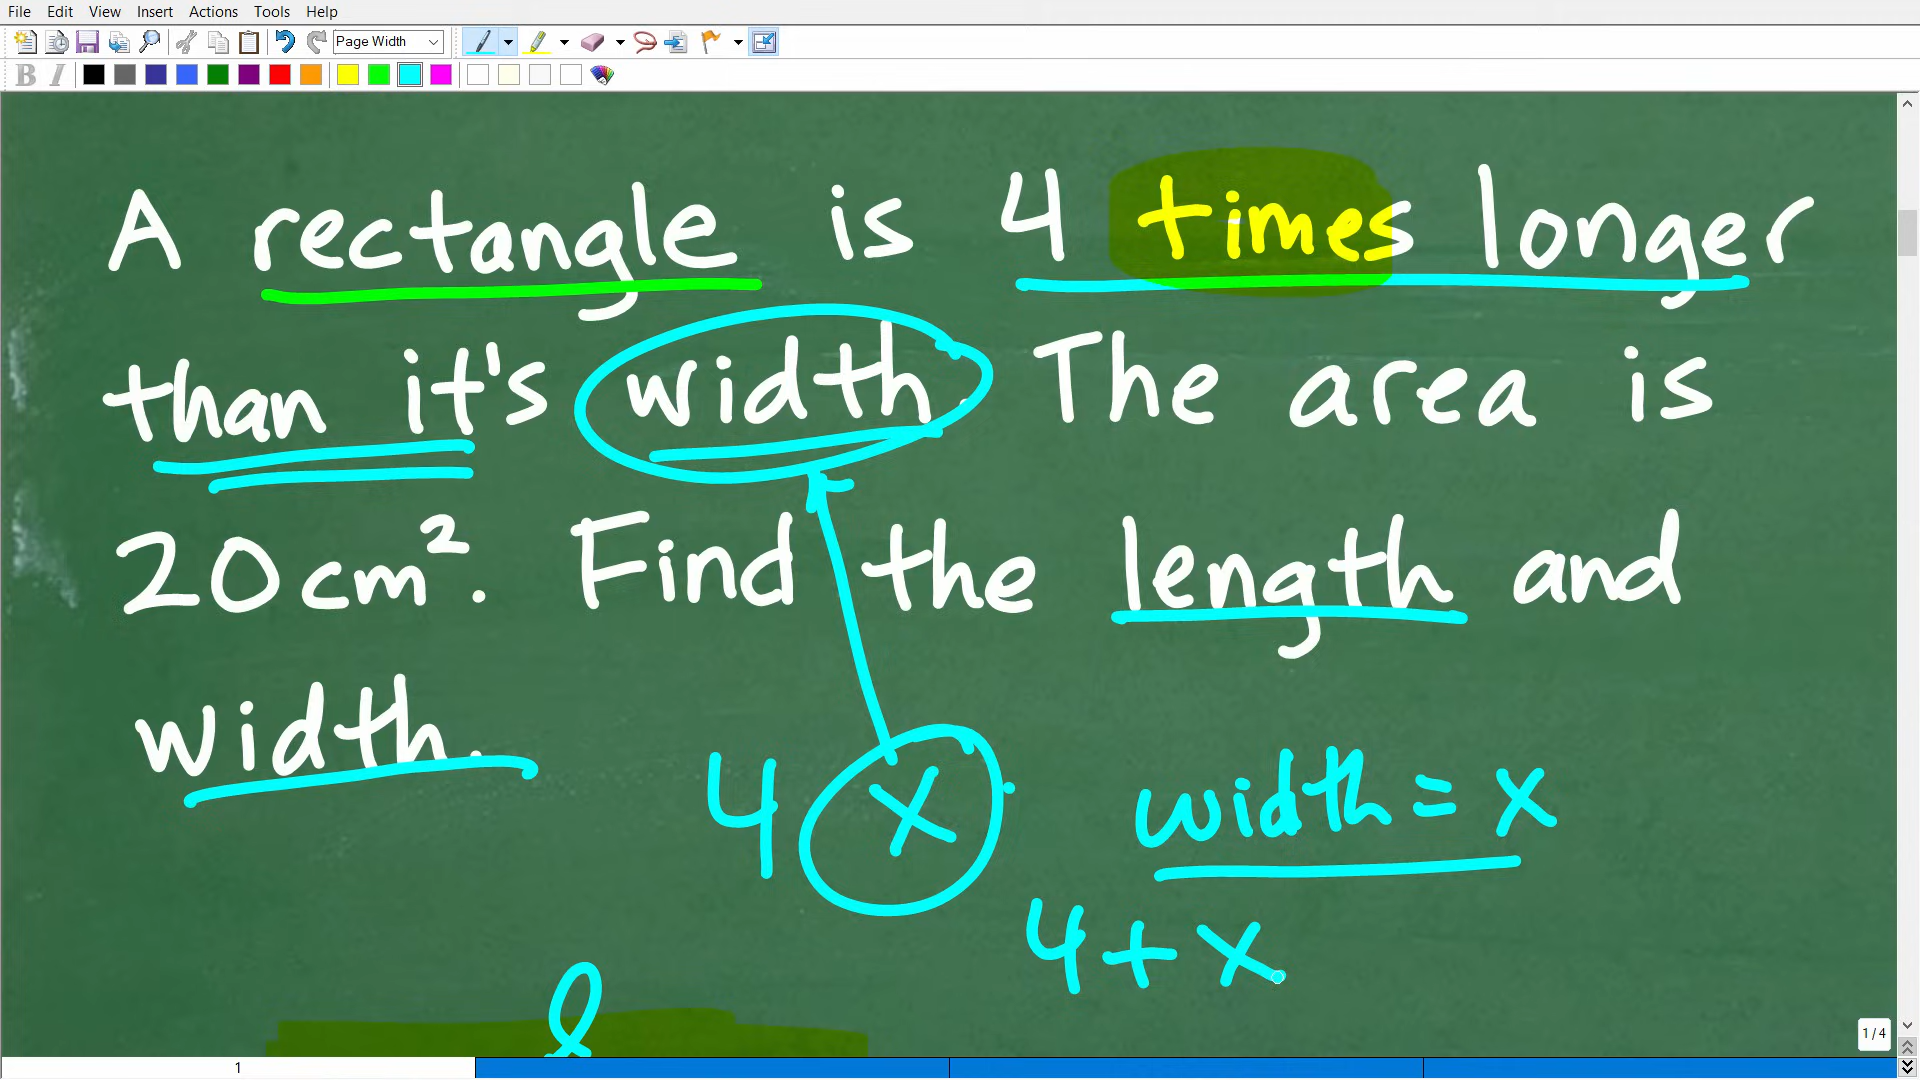 File Edit View Insert Actions Tools Help
Page Width
B I
A rectangle is 4 times longer
than it's width. The area is
20cm². Find the length and
width.
4 x
width = x
4 + x
l
1 / 4
1